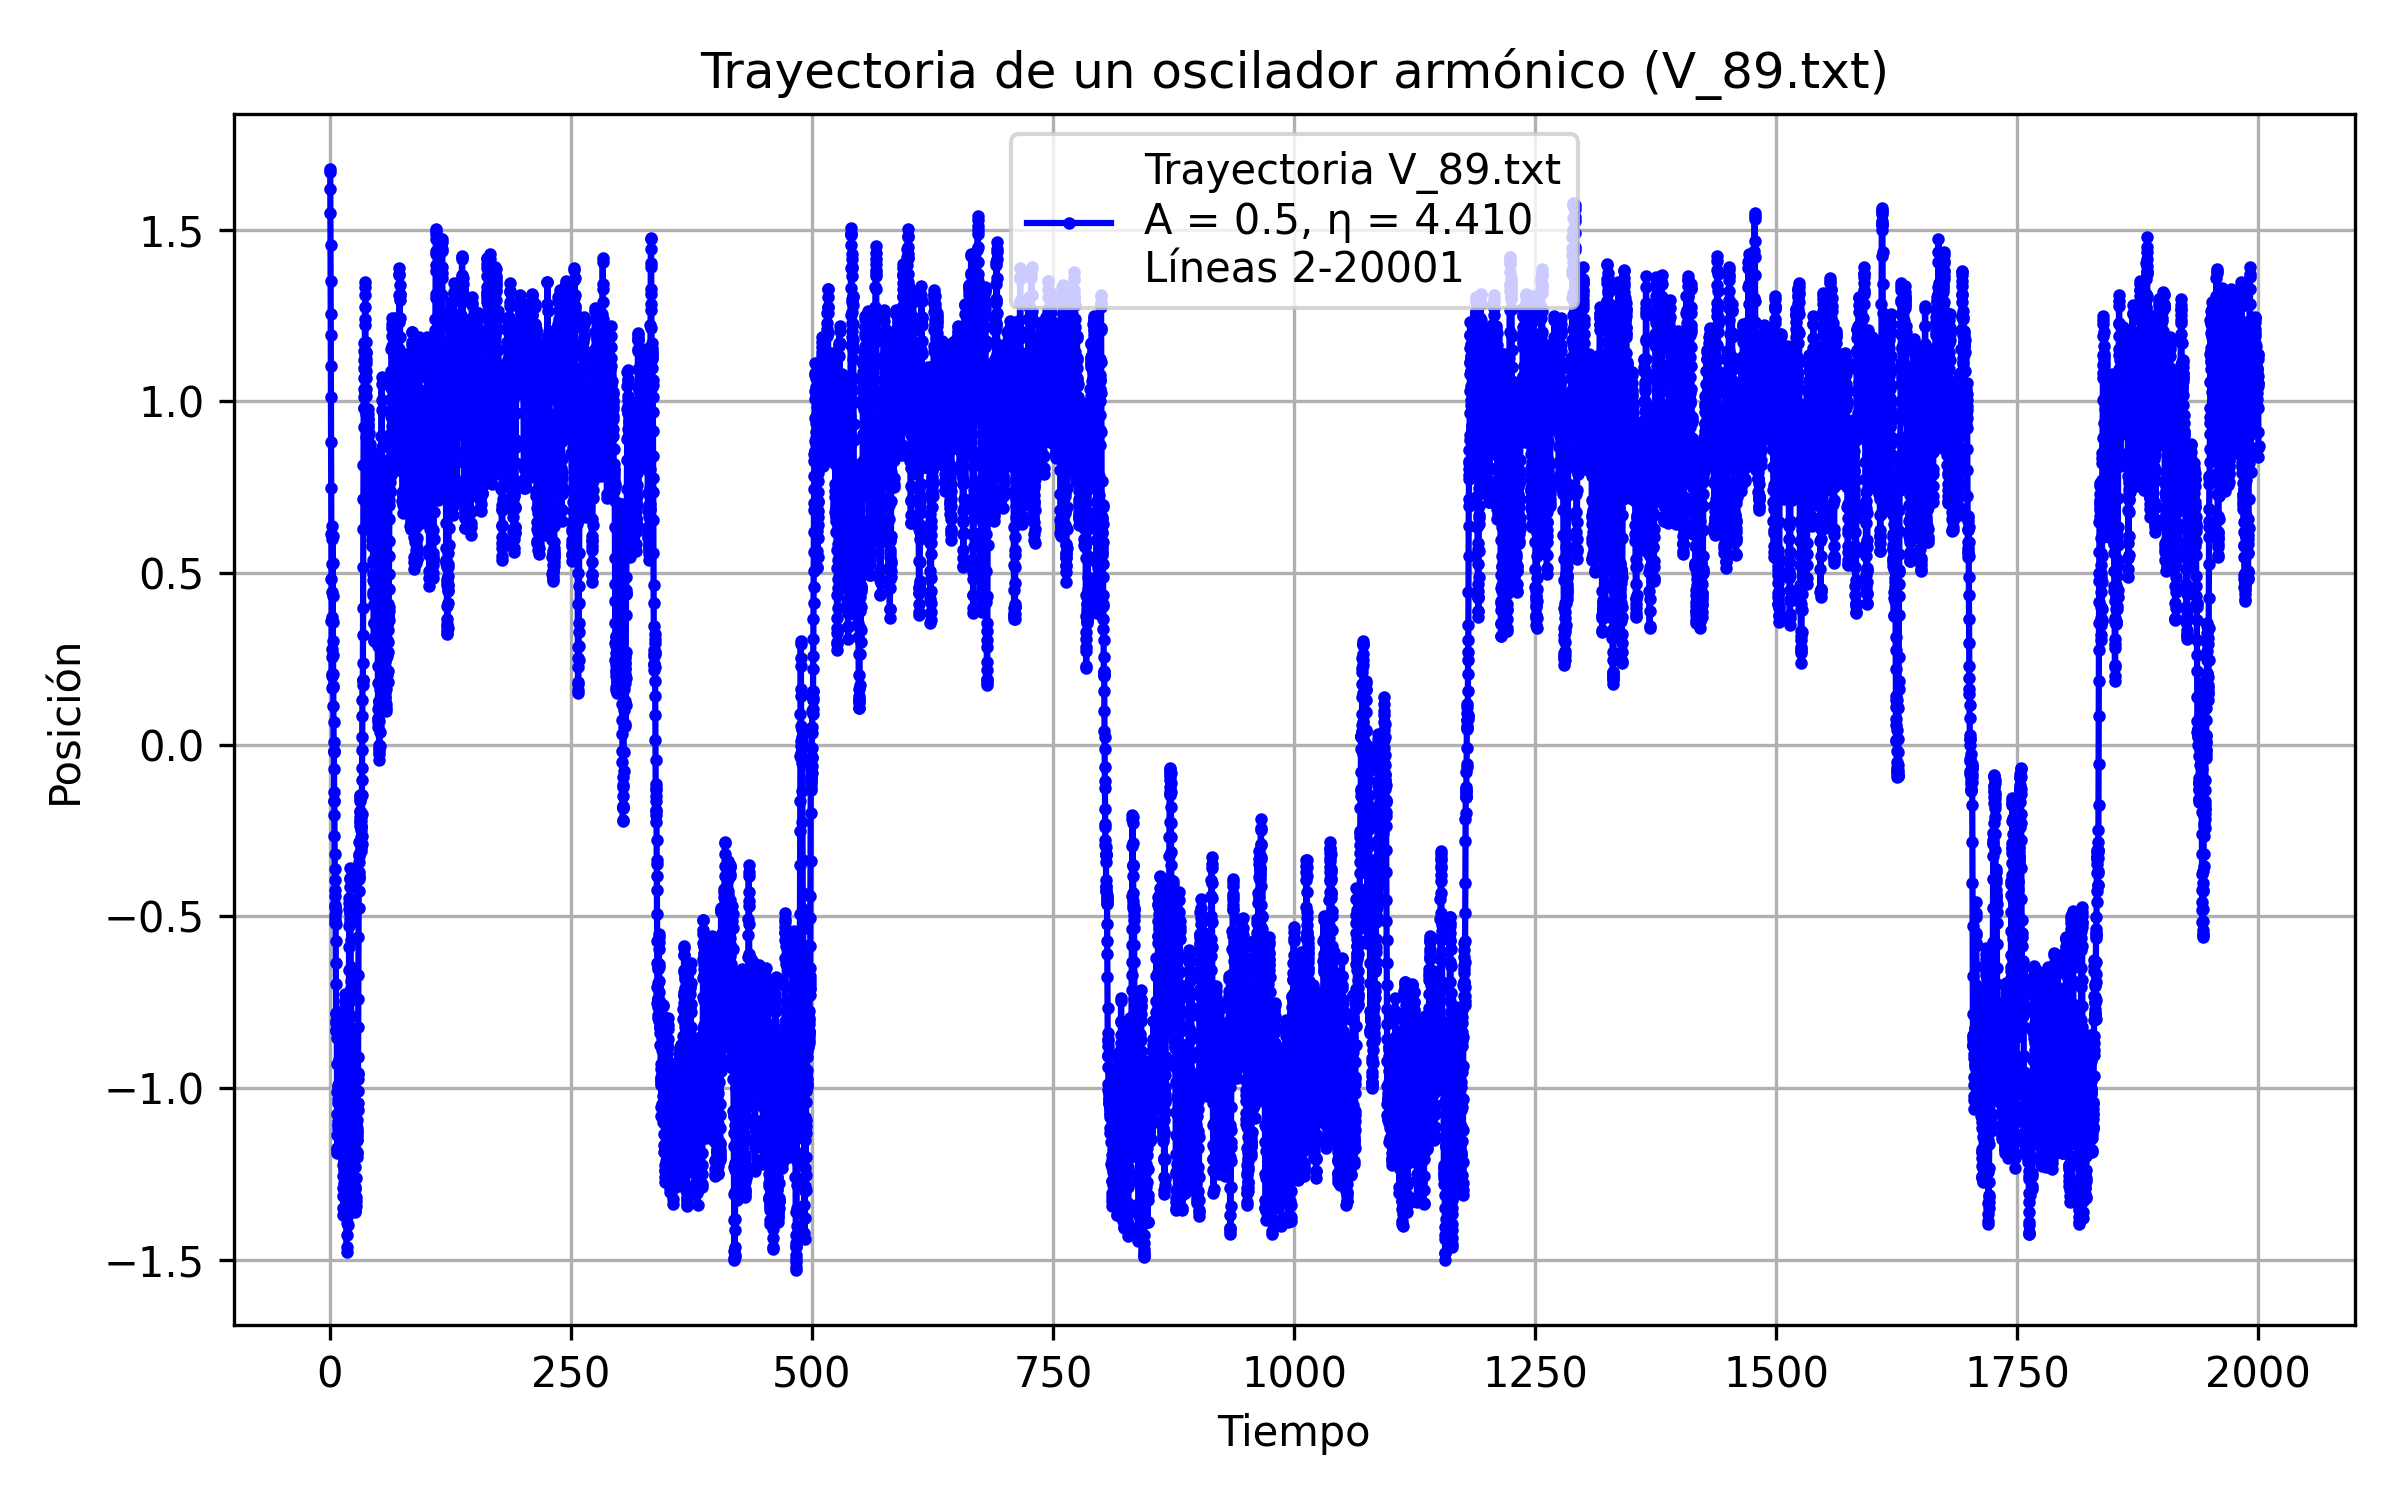 Trayectoria de un oscilador armónico (V_89.txt)
Trayectoria V_89.txt
A = 0.5, η = 4.410
Líneas 2-20001
Posición
1.5
1.0
0.5
0.0
−0.5
−1.0
−1.5
0 250 500 750 1000 1250 1500 1750 2000
Tiempo